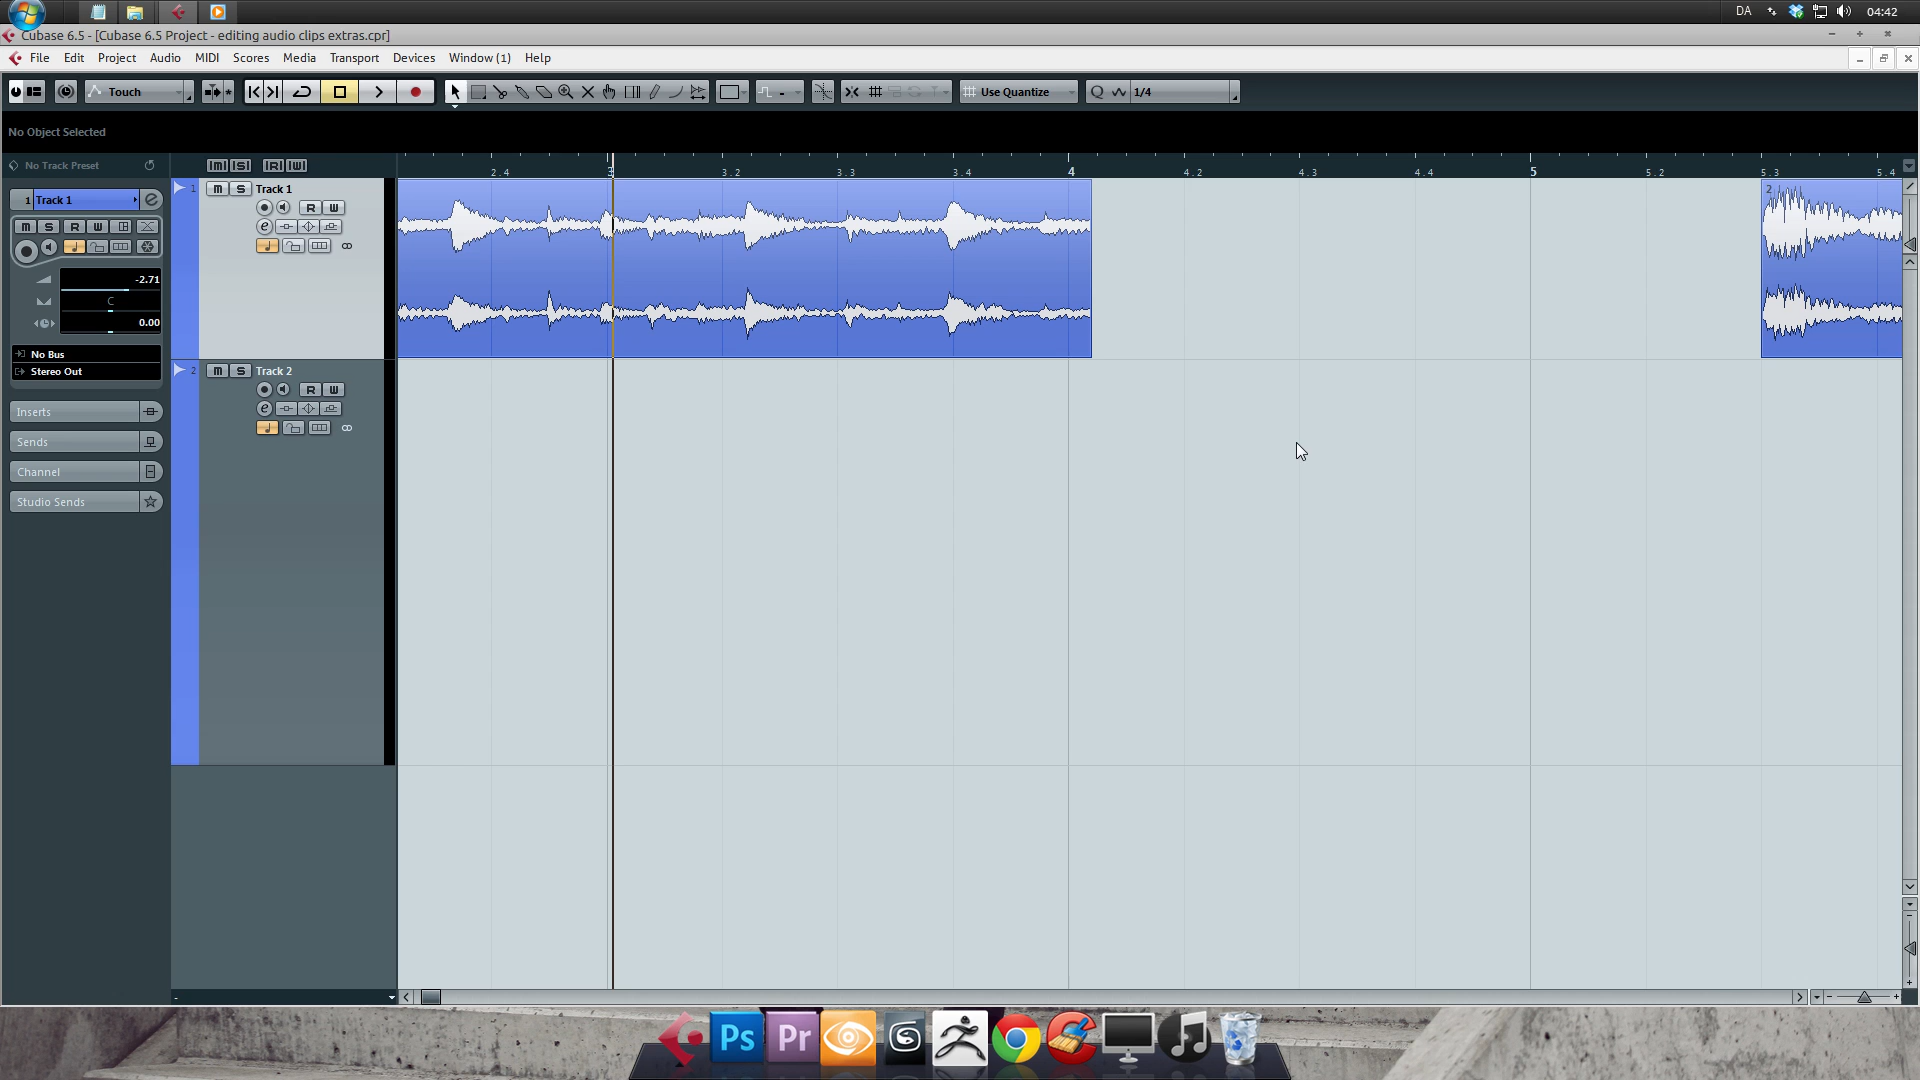 DA 04:42
Cubase 6.5 - [Cubase 6.5 Project - editing audio clips extras.cpr]
File Edit Project Audio MIDI Scores Media Transport Devices Window (1) Help
Touch Use Quantize Q 1/4
No Object Selected
No Track Preset M S R W
2.4 3 3.2 3.3 3.4 4 4.2 4.3 4.4 5 5.2 5.3 5.4
1 Track 1
M S R W
-2.71
C
0.00
No Bus
Stereo Out
Inserts
Sends
Channel
Studio Sends
1 M S Track 1
R W
e
2 M S Track 2
R W
e
2
Ps Pr